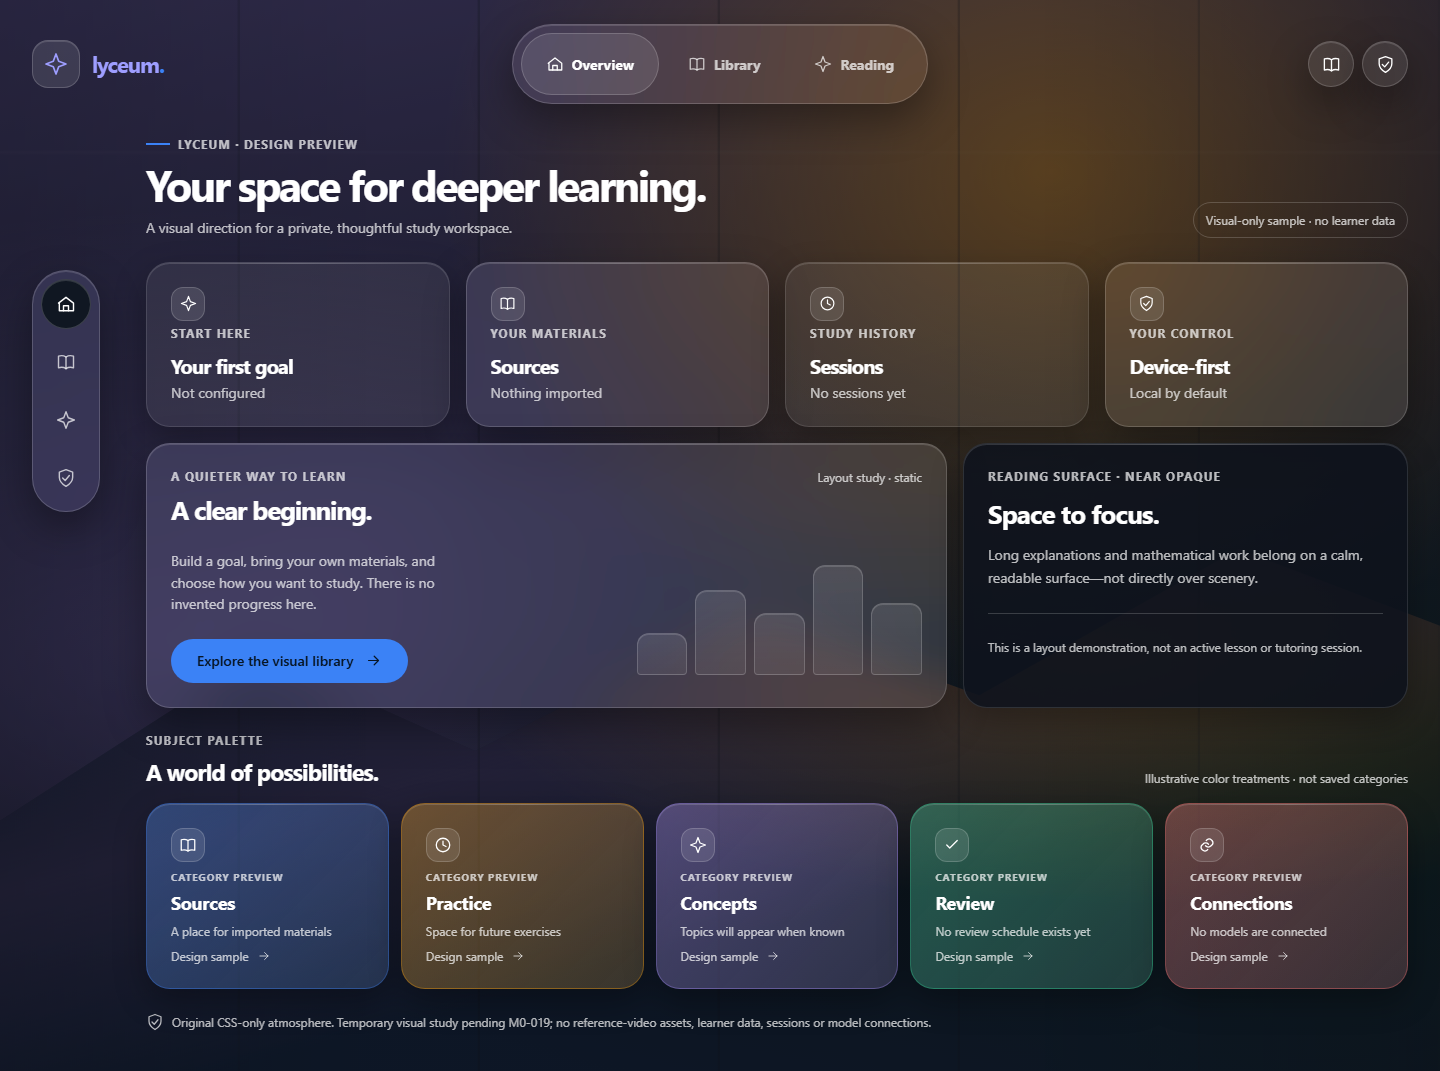 lyceum.
Overview
Library
Reading
LYCEUM · DESIGN PREVIEW
Your space for deeper learning.
A visual direction for a private, thoughtful study workspace.
Visual-only sample · no learner data
START HERE
Your first goal
Not configured
YOUR MATERIALS
Sources
Nothing imported
STUDY HISTORY
Sessions
No sessions yet
YOUR CONTROL
Device-first
Local by default
A QUIETER WAY TO LEARN
Layout study · static
A clear beginning.
Build a goal, bring your own materials, and
choose how you want to study. There is no
invented progress here.
Explore the visual library
READING SURFACE · NEAR OPAQUE
Space to focus.
Long explanations and mathematical work belong on a calm,
readable surface—not directly over scenery.
This is a layout demonstration, not an active lesson or tutoring session.
SUBJECT PALETTE
A world of possibilities.
Illustrative color treatments · not saved categories
CATEGORY PREVIEW
Sources
A place for imported materials
Design sample
CATEGORY PREVIEW
Practice
Space for future exercises
Design sample
CATEGORY PREVIEW
Concepts
Topics will appear when known
Design sample
CATEGORY PREVIEW
Review
No review schedule exists yet
Design sample
CATEGORY PREVIEW
Connections
No models are connected
Design sample
Original CSS-only atmosphere. Temporary visual study pending M0-019; no reference-video assets, learner data, sessions or model connections.